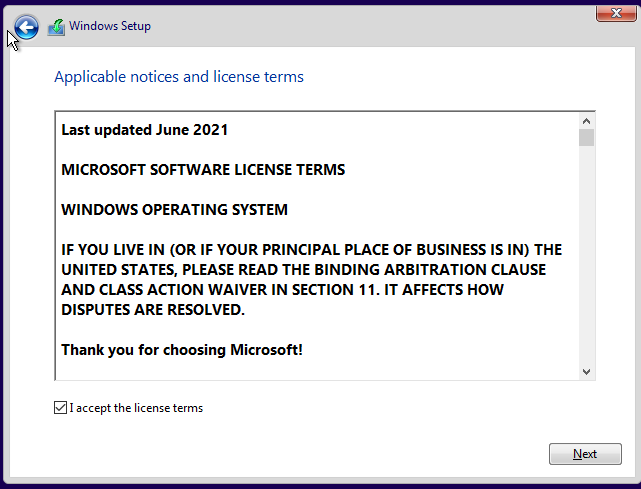 Windows Setup
Applicable notices and license terms
Last updated June 2021
MICROSOFT SOFTWARE LICENSE TERMS
WINDOWS OPERATING SYSTEM
IF YOU LIVE IN (OR IF YOUR PRINCIPAL PLACE OF BUSINESS IS IN) THE
UNITED STATES, PLEASE READ THE BINDING ARBITRATION CLAUSE
AND CLASS ACTION WAIVER IN SECTION 11. IT AFFECTS HOW
DISPUTES ARE RESOLVED.
Thank you for choosing Microsoft!
I accept the license terms
Next